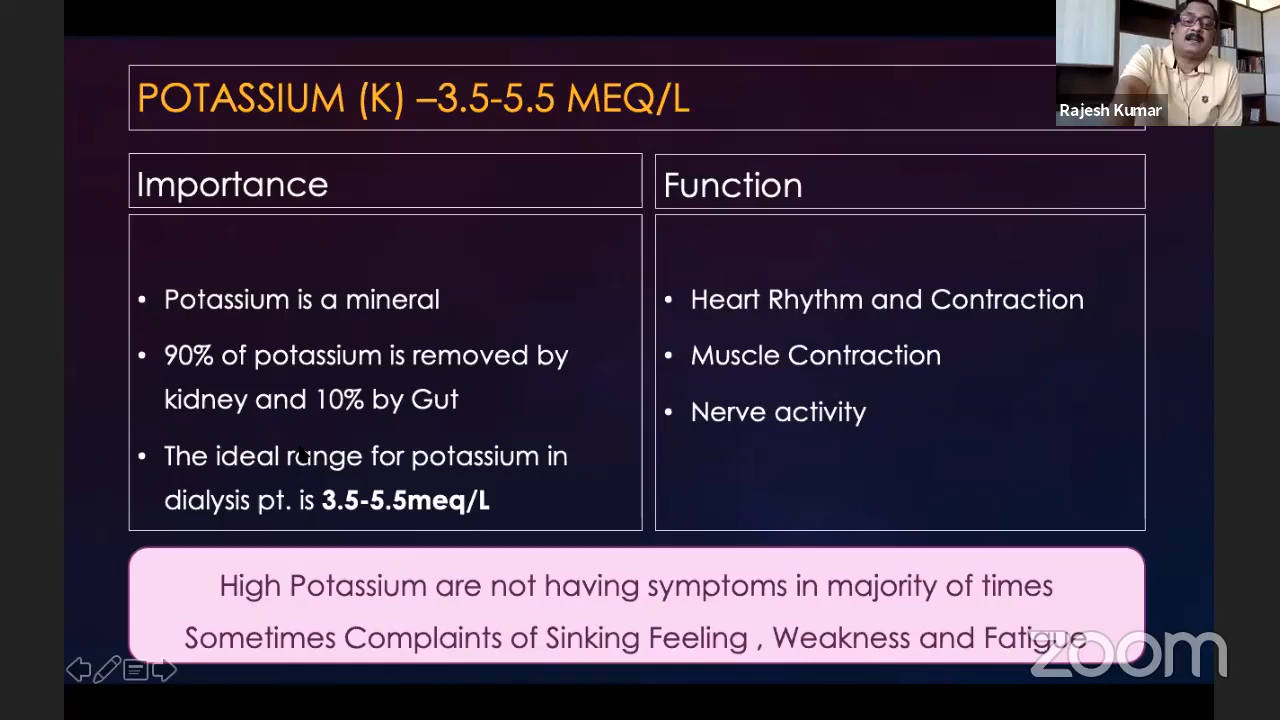 POTASSIUM (K) –3.5-5.5 MEQ/L
Rajesh Kumar
Importance
• Potassium is a mineral
• 90% of potassium is removed by
kidney and 10% by Gut
• The ideal range for potassium in
dialysis pt. is 3.5-5.5meq/L
Function
• Heart Rhythm and Contraction
• Muscle Contraction
• Nerve activity
High Potassium are not having symptoms in majority of times
Sometimes Complaints of Sinking Feeling , Weakness and Fatigue
zoom